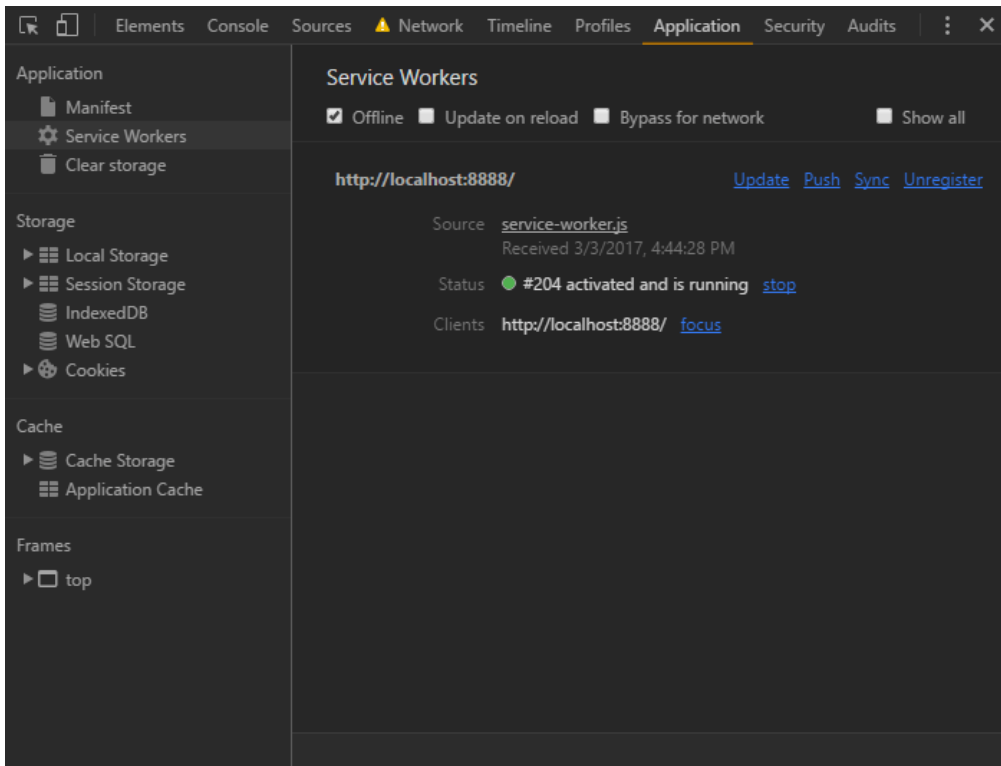 Elements Console Sources Network Timeline Profiles Application Security Audits
Application
Manifest
Service Workers
Clear storage
Storage
Local Storage
Session Storage
IndexedDB
Web SQL
Cookies
Cache
Cache Storage
Application Cache
Frames
top
Service Workers
Offline Update on reload Bypass for network Show all
http://localhost:8888/ Update Push Sync Unregister
Source service-worker.js
Received 3/3/2017, 4:44:28 PM
Status #204 activated and is running stop
Clients http://localhost:8888/ focus